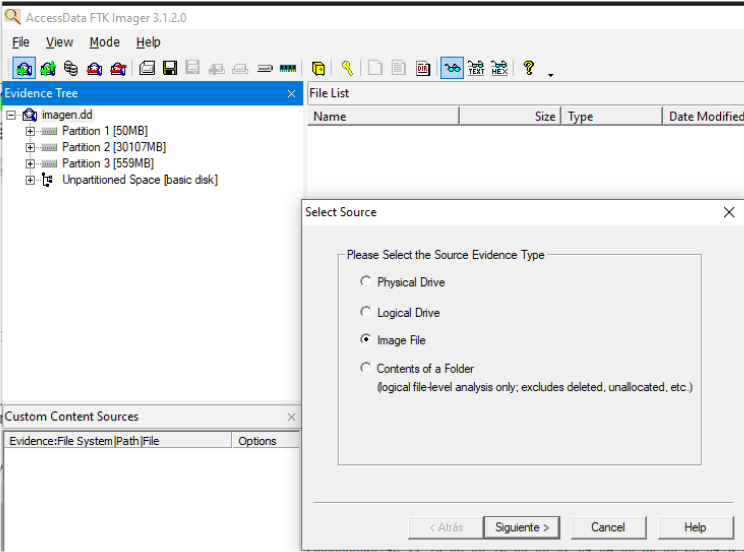 AccessData FTK Imager 3.1.2.0
File View Mode Help
Evidence Tree
File List
imagen.dd
Partition 1 [50MB]
Partition 2 [30107MB]
Partition 3 [559MB]
Unpartitioned Space [basic disk]
Name Size Type Date Modified
Select Source
Please Select the Source Evidence Type
Physical Drive
Logical Drive
Image File
Contents of a Folder
(logical file-level analysis only; excludes deleted, unallocated, etc.)
Custom Content Sources
Evidence:File System|Path|File Options
< Atrás Siguiente > Cancel Help